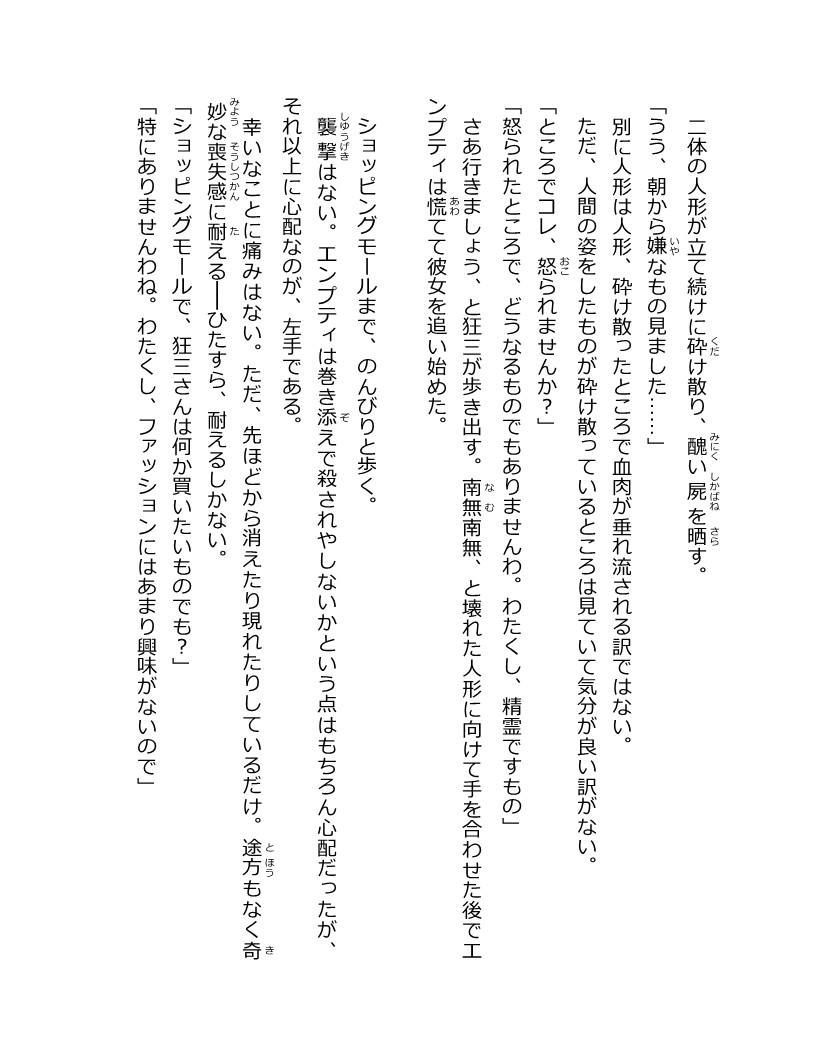 二体の人形が立て続けに砕け散り、醜い屍を晒す。
「うう、朝から嫌なもの見ました……」
別に人形は人形、砕け散ったところで血肉が垂れ流される訳ではない。
ただ、人間の姿をしたものが砕け散っているところは見ていて気分が良い訳がない。
「ところでコレ、怒られませんか？」
「怒られたところで、どうなるものでもありませんわ。わたくし、精霊ですもの」
さあ行きましょう、と狂三が歩き出す。南無南無、と壊れた人形に向けて手を合わせた後でエ
ンプティは慌てて彼女を追い始めた。
ショッピングモールまで、のんびりと歩く。
襲撃はない。エンプティは巻き添えで殺されやしないかという点はもちろん心配だったが、
それ以上に心配なのが、左手である。
幸いなことに痛みはない。ただ、先ほどから消えたり現れたりしているだけ。途方もなく奇
妙な喪失感に耐える――ひたすら、耐えるしかない。
「ショッピングモールで、狂三さんは何か買いたいものでも？」
「特にありませんわね。わたくし、ファッションにはあまり興味がないので」